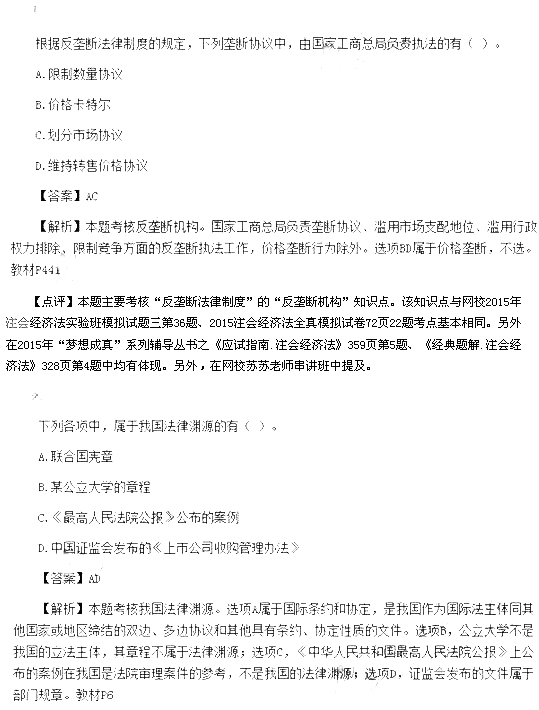 根据反垄断法律制度的规定，下列垄断协议中，由国家工商总局负责执法的有（ ）。
A.限制数量协议
B.价格卡特尔
C.划分市场协议
D.维持转售价格协议
【答案】AC
【解析】本题考核反垄断机构。国家工商总局负责垄断协议、滥用市场支配地位、滥用行政
权力排除、限制竞争方面的反垄断执法工作，价格垄断行为除外。选项BD属于价格垄断，不选。
教材P441
【点评】本题主要考核“反垄断法律制度”的“反垄断机构”知识点。该知识点与网校2015年
注会经济法实验班模拟试题三第36题、2015注会经济法全真模拟试卷72页22题考点基本相同。另外
在2015年“梦想成真”系列辅导丛书之《应试指南.注会经济法》359页第5题、《经典题解.注会经
济法》328页第4题中均有体现。另外，在网校苏苏老师串讲班中提及。
2.
下列各项中，属于我国法律渊源的有（ ）。
A.联合国宪章
B.某公立大学的章程
C.《最高人民法院公报》公布的案例
D.中国证监会发布的《上市公司收购管理办法》
【答案】AD
【解析】本题考核我国法律渊源。选项A属于国际条约和协定，是我国作为国际法主体同其
他国家或地区缔结的双边、多边协议和其他具有条约、协定性质的文件。选项B，公立大学不是
我国的立法主体，其章程不属于法律渊源；选项C，《中华人民共和国最高人民法院公报》上公
布的案例在我国是法院审理案件的参考，不是我国的法律渊源；选项D，证监会发布的文件属于
部门规章。教材P6